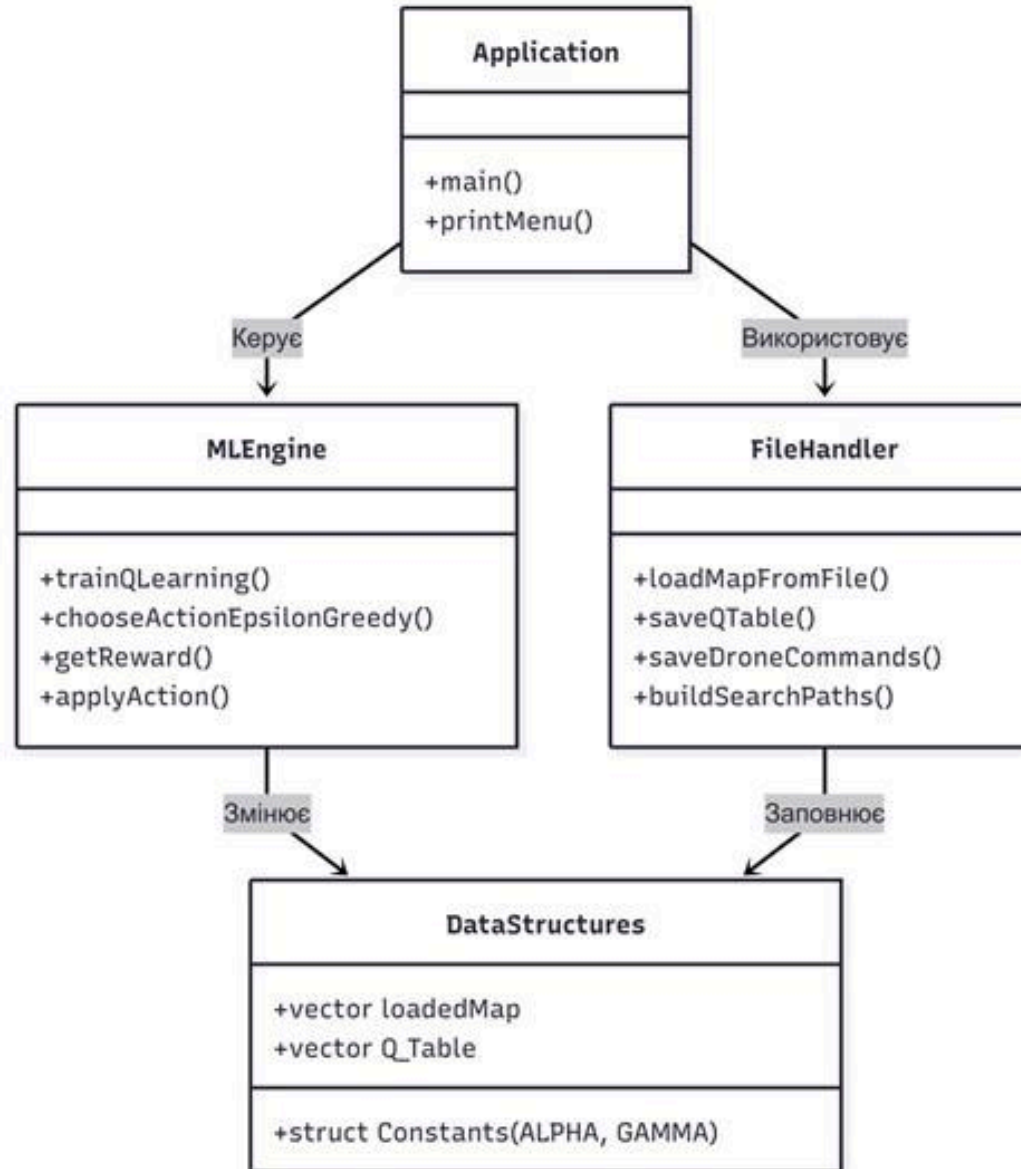 Application
+main()
+printMenu()
Керує
Використовує
MLEngine
+trainQLearning()
+chooseActionEpsilonGreedy()
+getReward()
+applyAction()
FileHandler
+loadMapFromFile()
+saveQTable()
+saveDroneCommands()
+buildSearchPaths()
Змінює
Заповнює
DataStructures
+vector loadedMap
+vector Q_Table
+struct Constants(ALPHA, GAMMA)